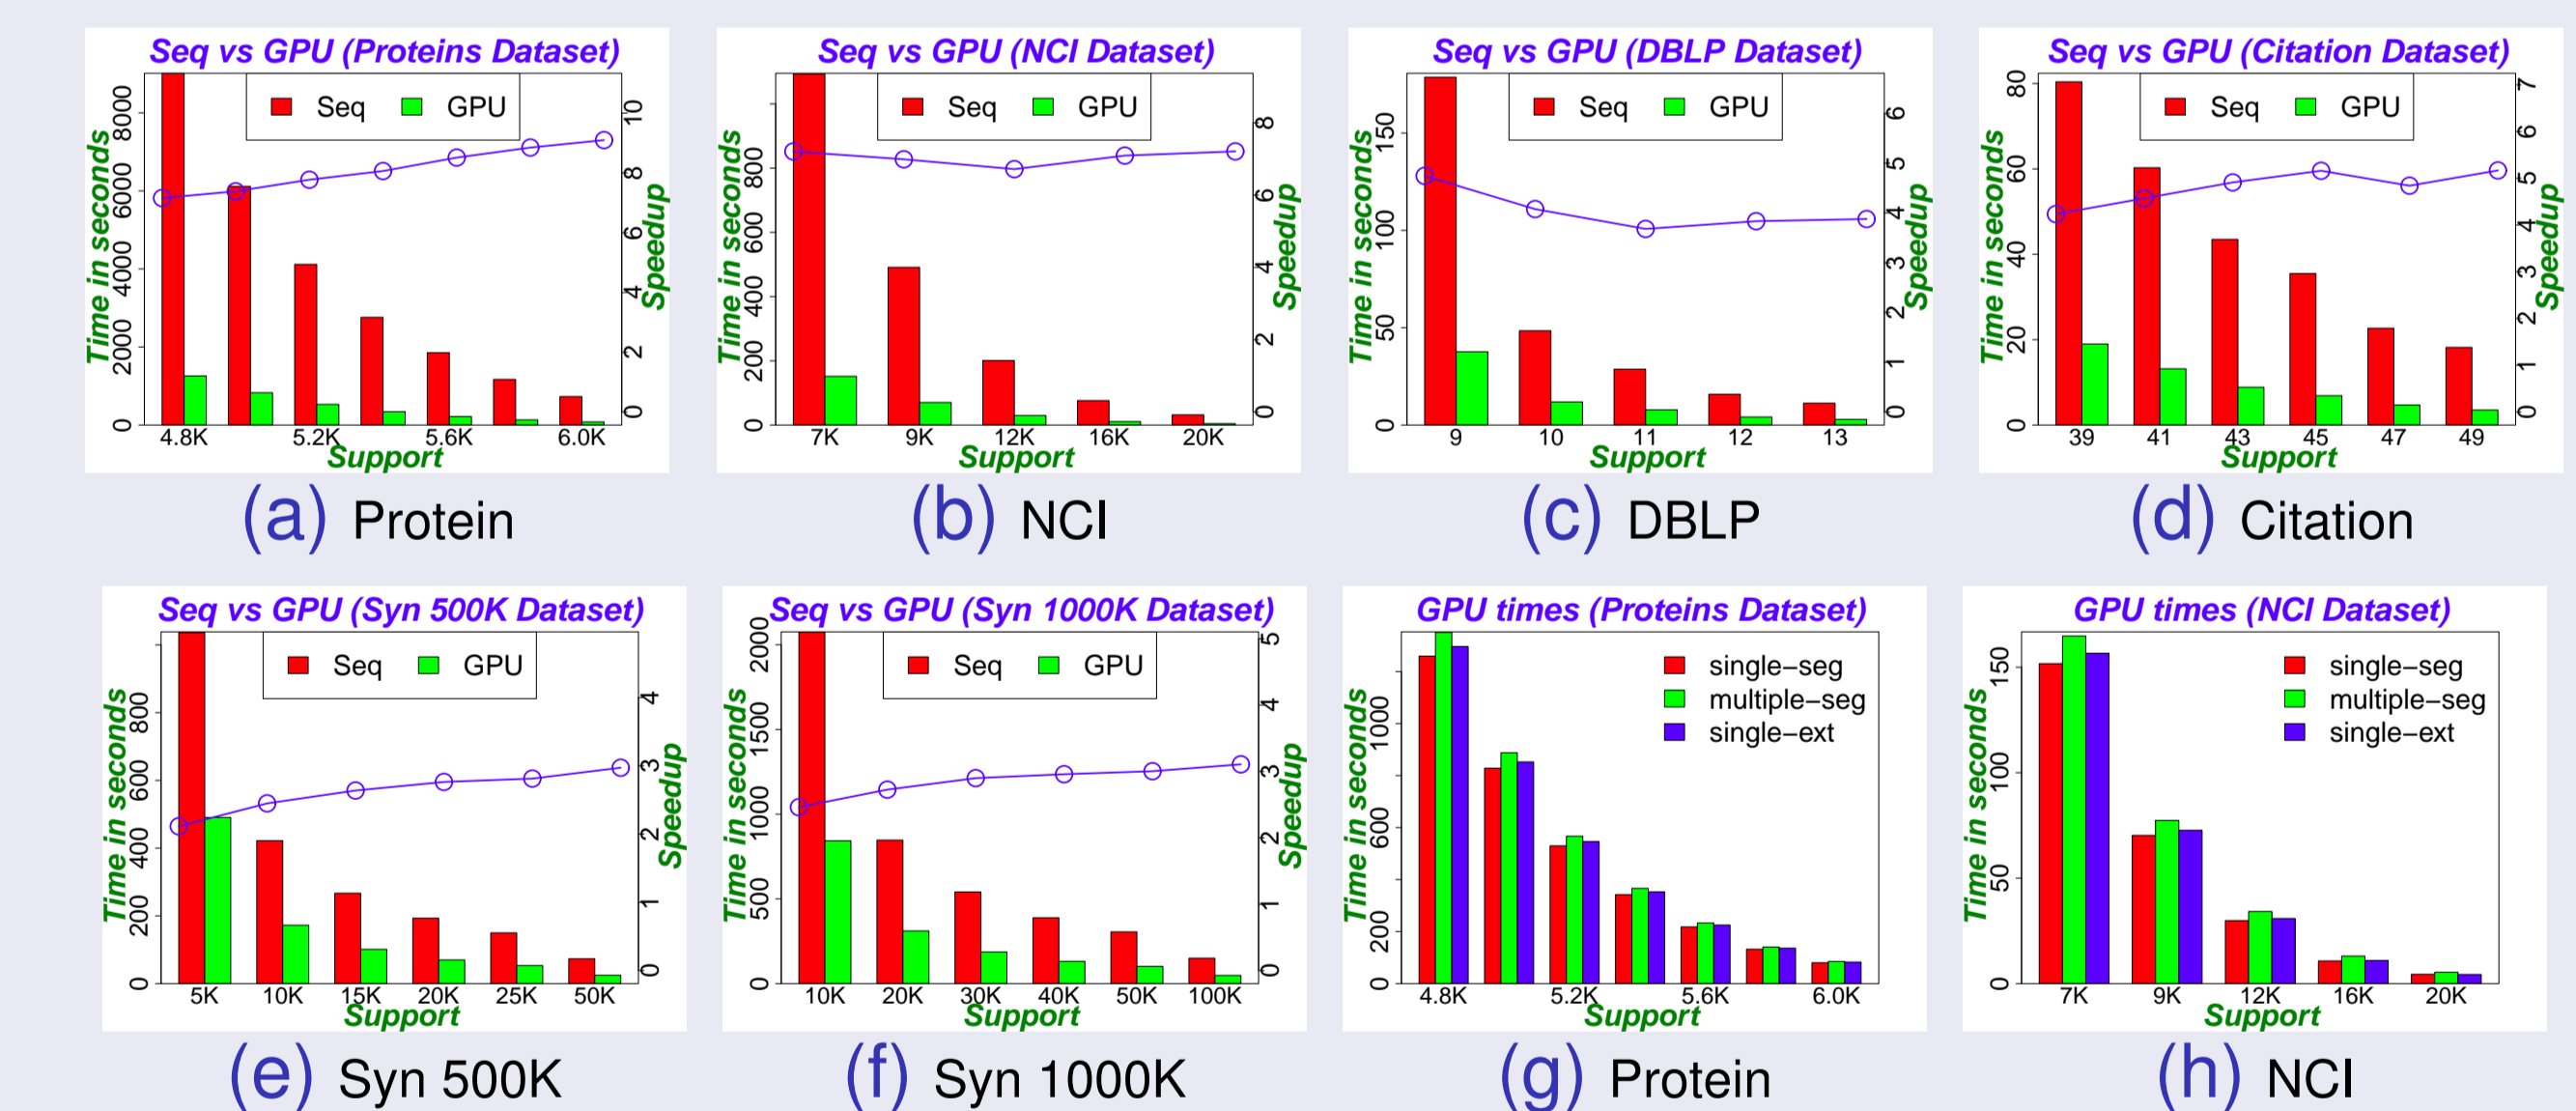 Seq vs GPU (Proteins Dataset)
Seq GPU
Time in seconds
0 2000 4000 6000 8000
Speedup
0 2 4 6 8 10
4.8K 5.2K 5.6K 6.0K
Support
(a) Protein
Seq vs GPU (NCI Dataset)
Seq GPU
Time in seconds
0 200 400 600 800
Speedup
0 2 4 6 8
7K 9K 12K 16K 20K
Support
(b) NCI
Seq vs GPU (DBLP Dataset)
Seq GPU
Time in seconds
0 50 100 150
Speedup
0 1 2 3 4 5 6
9 10 11 12 13
Support
(c) DBLP
Seq vs GPU (Citation Dataset)
Seq GPU
Time in seconds
0 20 40 60 80
Speedup
0 1 2 3 4 5 6 7
39 41 43 45 47 49
Support
(d) Citation
Seq vs GPU (Syn 500K Dataset)
Seq GPU
Time in seconds
0 200 400 600 800
Speedup
0 1 2 3 4
5K 10K 15K 20K 25K 50K
Support
(e) Syn 500K
Seq vs GPU (Syn 1000K Dataset)
Seq GPU
Time in seconds
0 500 1000 1500 2000
Speedup
0 1 2 3 4 5
10K 20K 30K 40K 50K 100K
Support
(f) Syn 1000K
GPU times (Proteins Dataset)
single−seg
multiple−seg
single−ext
Time in seconds
0 200 600 1000
4.8K 5.2K 5.6K 6.0K
Support
(g) Protein
GPU times (NCI Dataset)
single−seg
multiple−seg
single−ext
Time in seconds
0 50 100 150
7K 9K 12K 16K 20K
Support
(h) NCI